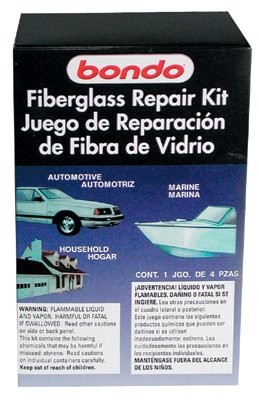 bondo
Fiberglass Repair Kit
Juego de Reparación
de Fibra de Vidrio
AUTOMOTIVE
AUTOMOTRIZ
MARINE
MARINA
HOUSEHOLD
HOGAR
CONT. 1 JGO. DE 4 PZAS.
WARNING: FLAMMABLE LIQUID
AND VAPOR. HARMFUL OR FATAL
IF SWALLOWED. Read other cautions
on side or back panel.
This kit contains the following
chemicals that may be harmful if
misused: styrene. Read cautions
on individual containers carefully.
Keep out of reach of children.
¡ADVERTENCIA! LÍQUIDO Y VAPOR
FLAMABLES. DAÑINO O FATAL SI SE
INGIERE. Lea otras precauciones en
el cuadro lateral o posterior.
Este juego contiene los siguientes
productos químicos que pueden ser
dañinos si se utilizan
inadecuadamente: estireno. Lea
cuidadosamente las precauciones en
los recipientes individuales.
MANTÉNGASE FUERA DEL ALCANCE
DE LOS NIÑOS.